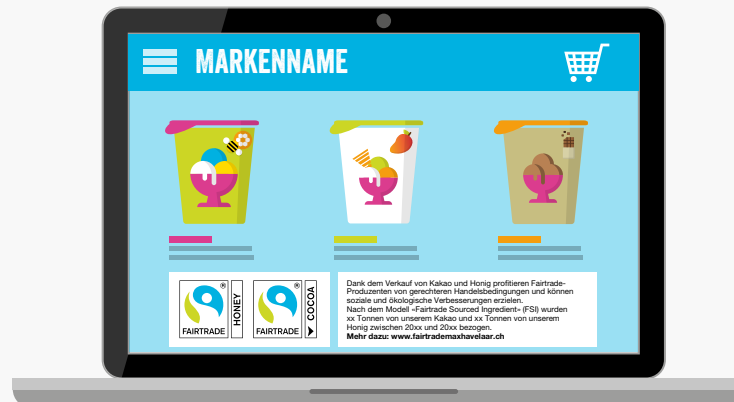 MARKENNAME
FAIRTRADE
HONEY
FAIRTRADE
COCOA
Dank dem Verkauf von Kakao und Honig profitieren Fairtrade-
Produzenten von gerechteren Handelsbedingungen und können
soziale und ökologische Verbesserungen erzielen.
Nach dem Modell «Fairtrade Sourced Ingredient» (FSI) wurden
xx Tonnen von unserem Kakao und xx Tonnen von unserem
Honig zwischen 20xx und 20xx bezogen.
Mehr dazu: www.fairtrademaxhavelaar.ch